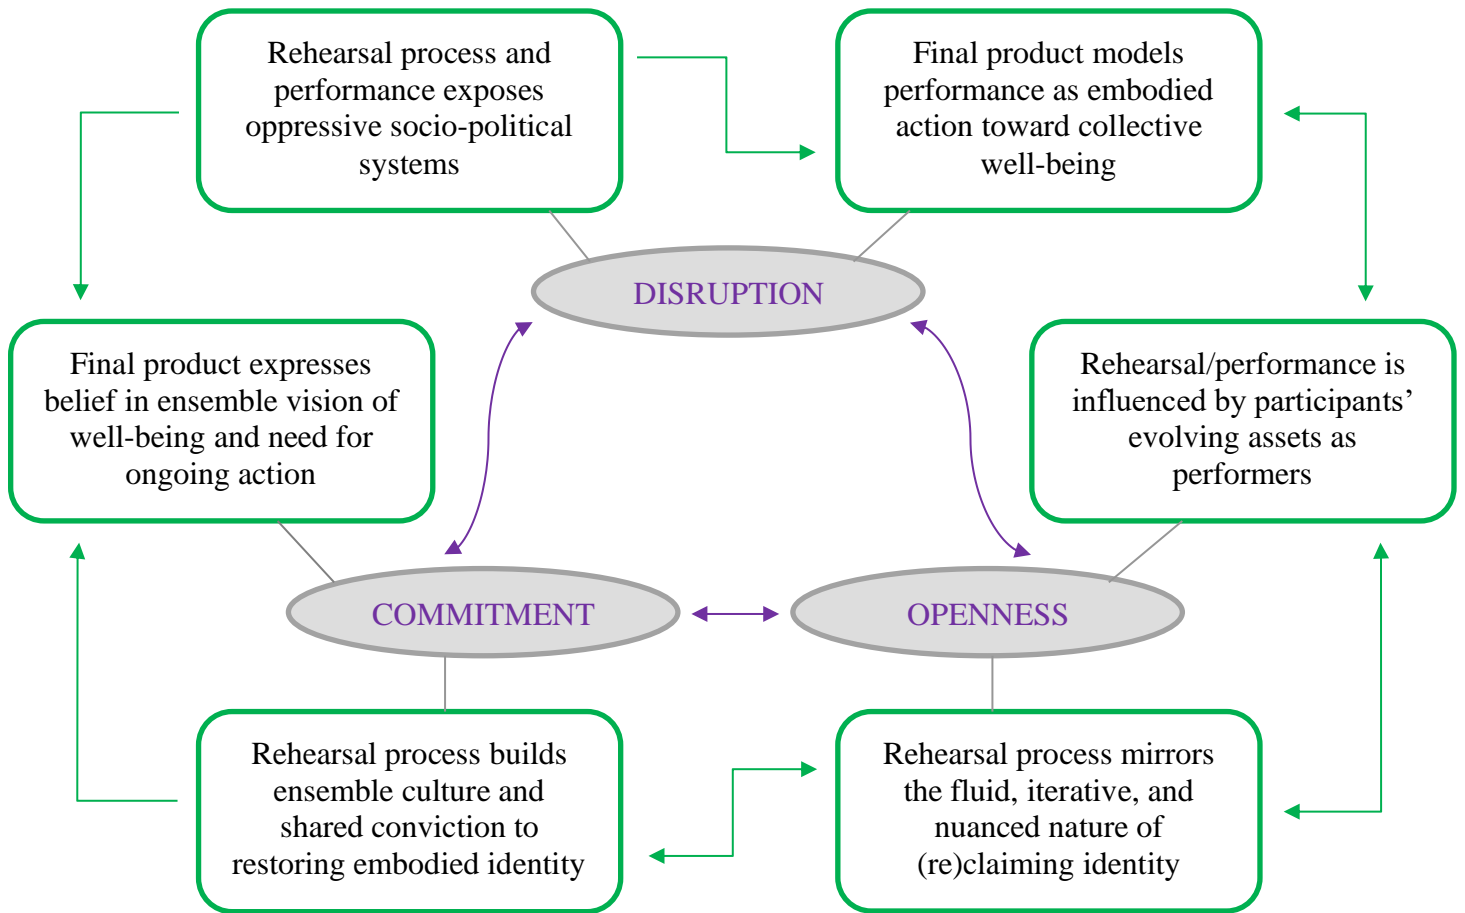 Rehearsal process and
performance exposes
oppressive socio-political
systems
Final product models
performance as embodied
action toward collective
well-being
DISRUPTION
Final product expresses
belief in ensemble vision of
well-being and need for
ongoing action
Rehearsal/performance is
influenced by participants’
evolving assets as
performers
COMMITMENT
OPENNESS
Rehearsal process builds
ensemble culture and
shared conviction to
restoring embodied identity
Rehearsal process mirrors
the fluid, iterative, and
nuanced nature of
(re)claiming identity